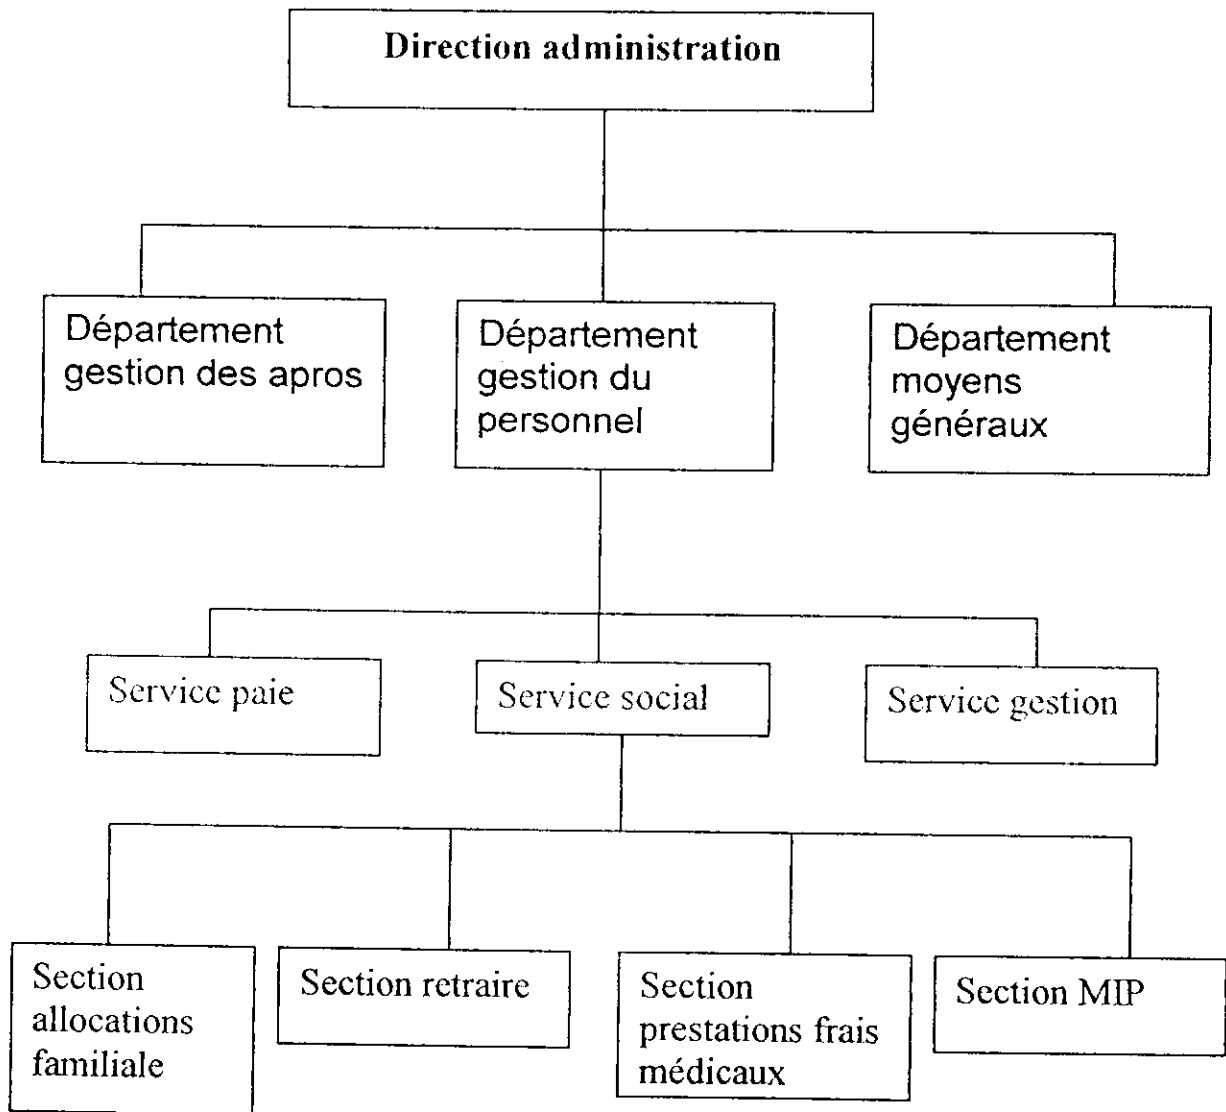 Direction administration
Département
gestion des apros
Département
gestion du
personnel
Département
moyens
généraux
Service paie
Service social
Service gestion
Section
allocations
familiale
Section retraire
Section
prestations frais
médicaux
Section MIP